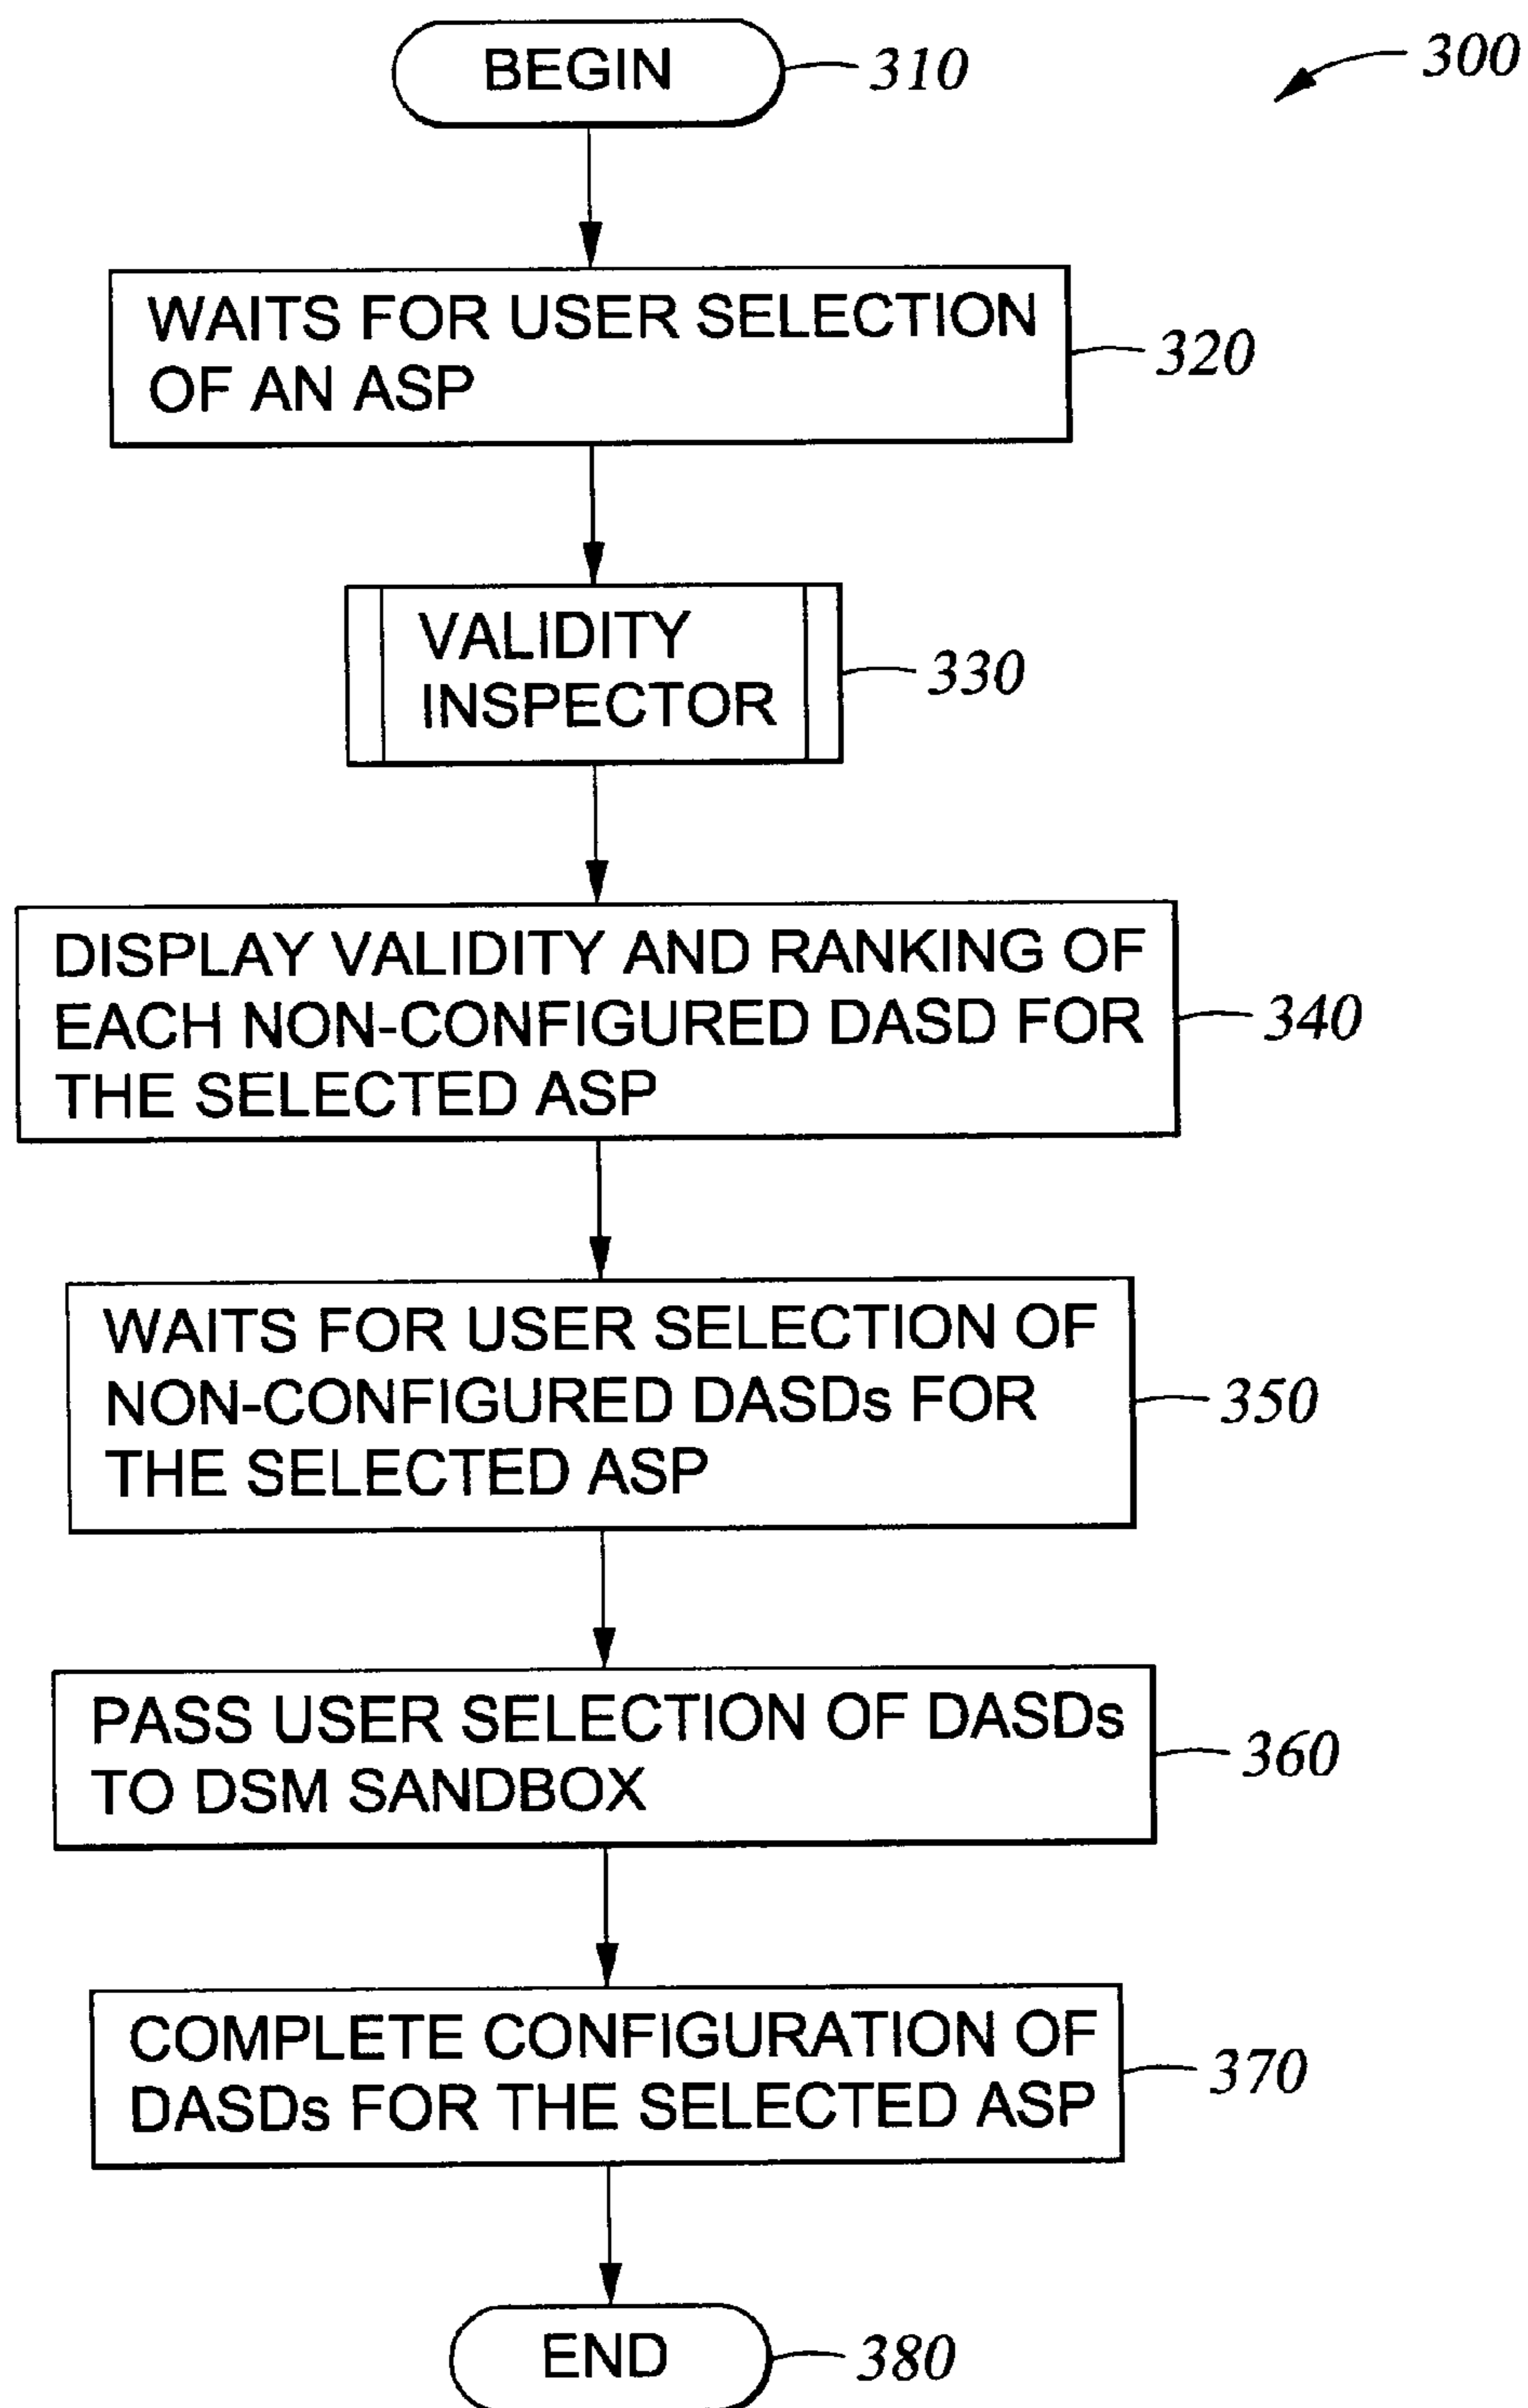 BEGIN
310
300
WAITS FOR USER SELECTION
OF AN ASP
320
VALIDITY
INSPECTOR
330
DISPLAY VALIDITY AND RANKING OF
EACH NON-CONFIGURED DASD FOR
THE SELECTED ASP
340
WAITS FOR USER SELECTION OF
NON-CONFIGURED DASDs FOR
THE SELECTED ASP
350
PASS USER SELECTION OF DASDs
TO DSM SANDBOX
360
COMPLETE CONFIGURATION OF
DASDs FOR THE SELECTED ASP
370
END
380